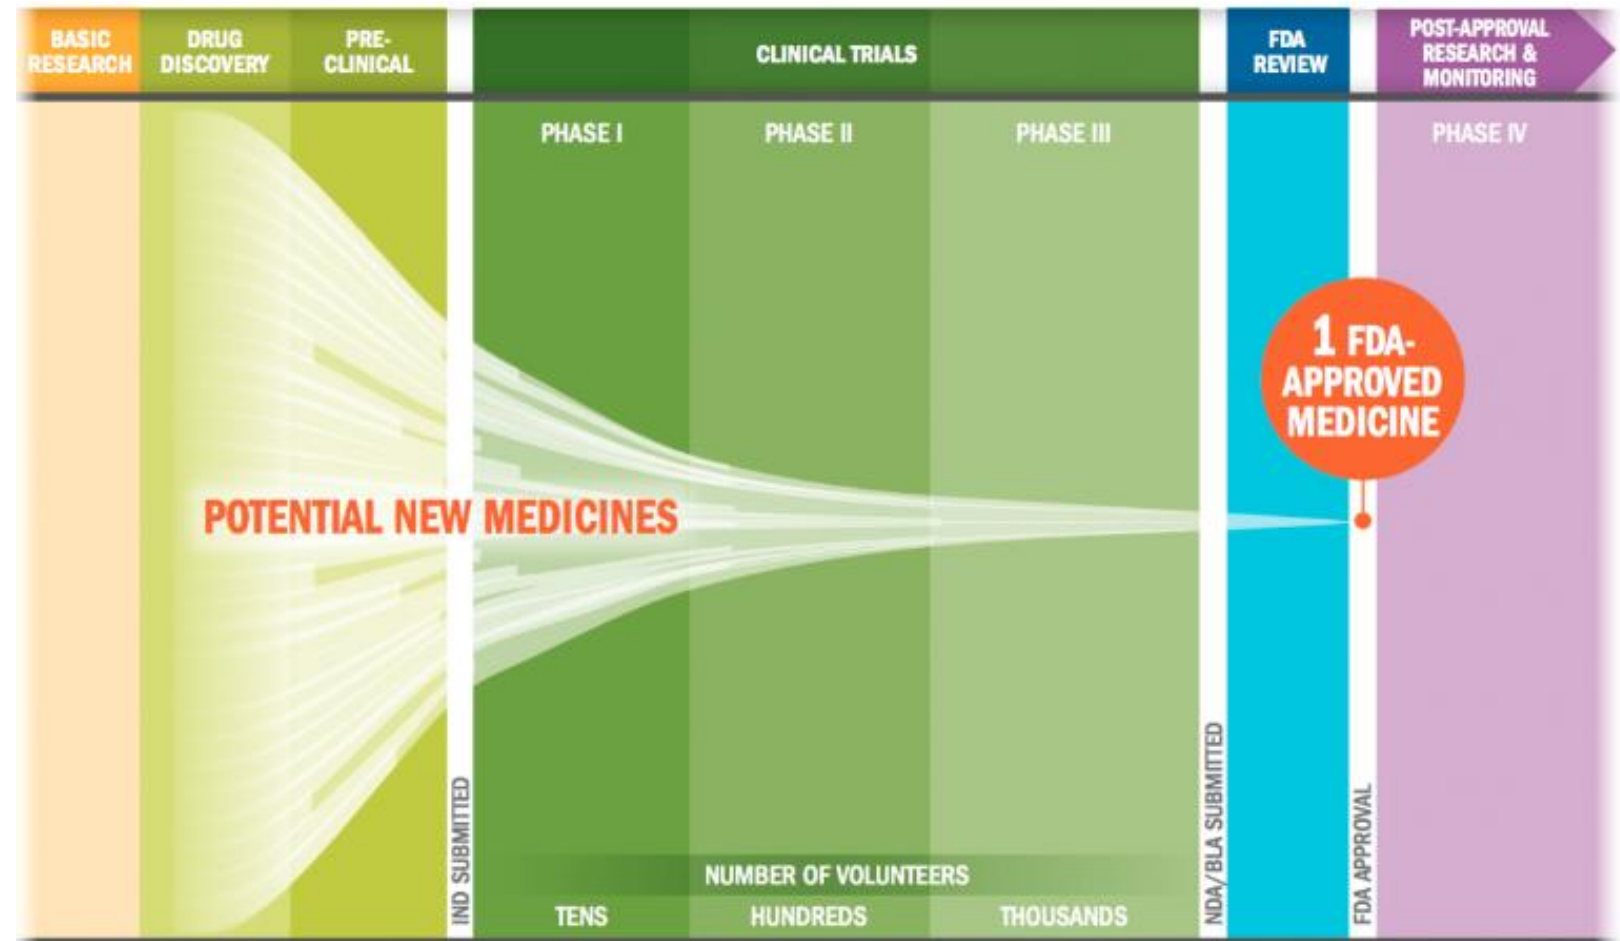 BASIC
RESEARCH
DRUG
DISCOVERY
PRE-
CLINICAL
CLINICAL TRIALS
FDA
REVIEW
POST-APPROVAL
RESEARCH &
MONITORING
PHASE I
PHASE II
PHASE III
PHASE IV
1 FDA-
APPROVED
MEDICINE
POTENTIAL NEW MEDICINES
IND SUBMITTED
NDA/BLA SUBMITTED
FDA APPROVAL
NUMBER OF VOLUNTEERS
TENS
HUNDREDS
THOUSANDS